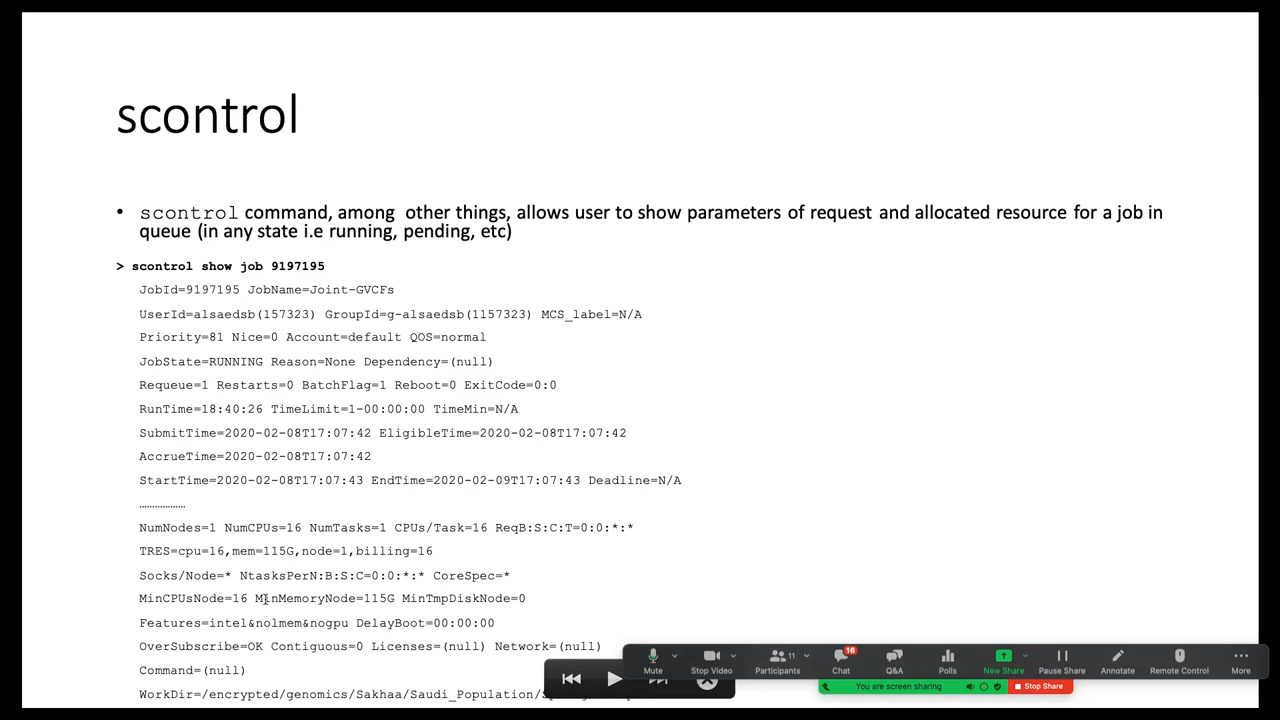 scontrol
• scontrol command, among other things, allows user to show parameters of request and allocated resource for a job in
queue (in any state i.e running, pending, etc)
> scontrol show job 9197195
JobId=9197195 JobName=Joint-GVCFs
UserId=alsaedsb(157323) GroupId=g-alsaedsb(1157323) MCS_label=N/A
Priority=81 Nice=0 Account=default QOS=normal
JobState=RUNNING Reason=None Dependency=(null)
Requeue=1 Restarts=0 BatchFlag=1 Reboot=0 ExitCode=0:0
RunTime=18:40:26 TimeLimit=1-00:00:00 TimeMin=N/A
SubmitTime=2020-02-08T17:07:42 EligibleTime=2020-02-08T17:07:42
AccrueTime=2020-02-08T17:07:42
StartTime=2020-02-08T17:07:43 EndTime=2020-02-09T17:07:43 Deadline=N/A
………………
NumNodes=1 NumCPUs=16 NumTasks=1 CPUs/Task=16 ReqB:S:C:T=0:0:*:*
TRES=cpu=16,mem=115G,node=1,billing=16
Socks/Node=* NtasksPerN:B:S:C=0:0:*:* CoreSpec=*
MinCPUsNode=16 MinMemoryNode=115G MinTmpDiskNode=0
Features=intel&nolmem&nogpu DelayBoot=00:00:00
OverSubscribe=OK Contiguous=0 Licenses=(null) Network=(null)
Command=(null)
WorkDir=/encrypted/genomics/Sakhaa/Saudi_Population/
11
16
Mute Stop Video Participants Chat Q&A Polls New Share Pause Share Annotate Remote Control More
You are screen sharing Stop Share